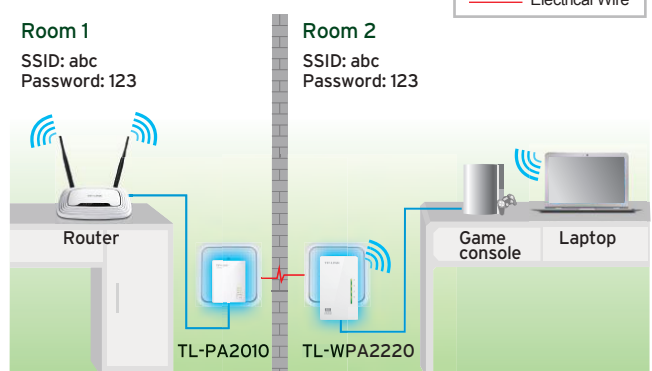 Electrical Wire
Room 1
SSID: abc
Password: 123
Room 2
SSID: abc
Password: 123
Router
Game
console
Laptop
TL-PA2010
TL-WPA2220